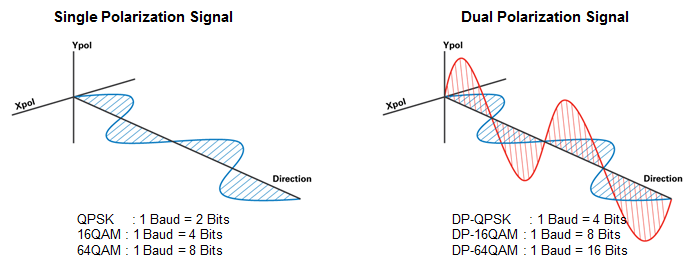 Single Polarization Signal
Ypol
Xpol
Direction
QPSK : 1 Baud = 2 Bits
16QAM : 1 Baud = 4 Bits
64QAM : 1 Baud = 8 Bits
Dual Polarization Signal
Ypol
Xpol
Direction
DP-QPSK : 1 Baud = 4 Bits
DP-16QAM : 1 Baud = 8 Bits
DP-64QAM : 1 Baud = 16 Bits